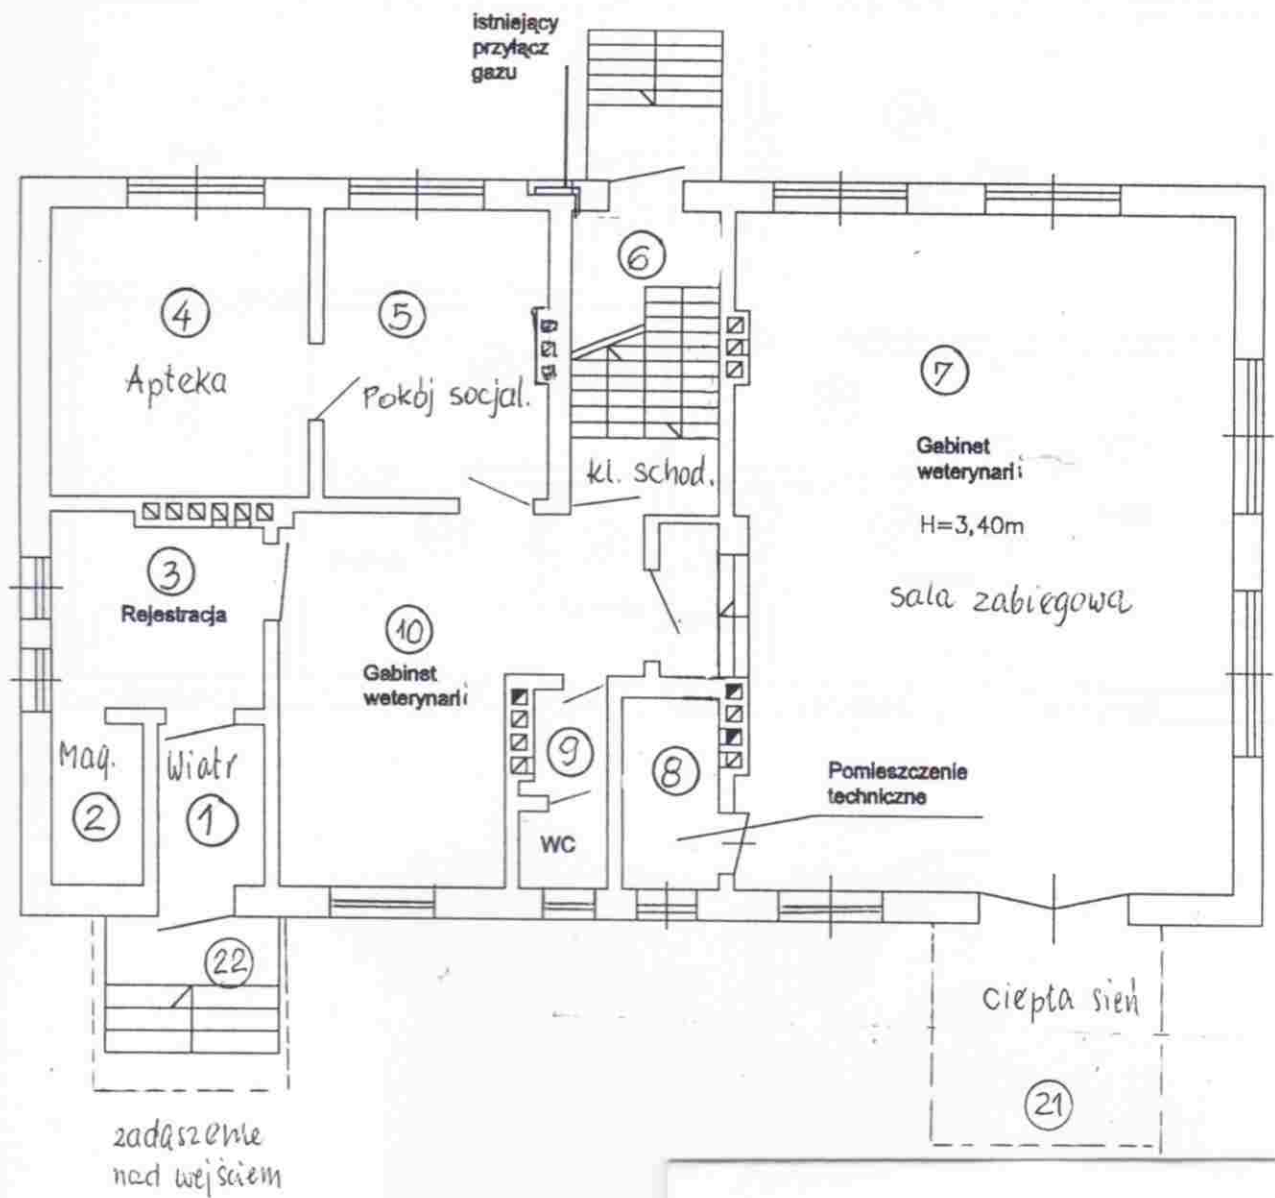 istniejący
przyłącz
gazu
6
4
5
7
Apteka
Pokój socjal.
Gabinet
weterynarii
kl. schod.
H=3,40m
3
Rejestracja
sala zabiegowa
10
Gabinet
weterynarii
Mag.
Wiatr
9
8
Pomieszczenie
techniczne
2
1
WC
22
ciepła sień
21
zadaszenie
nad wejściem